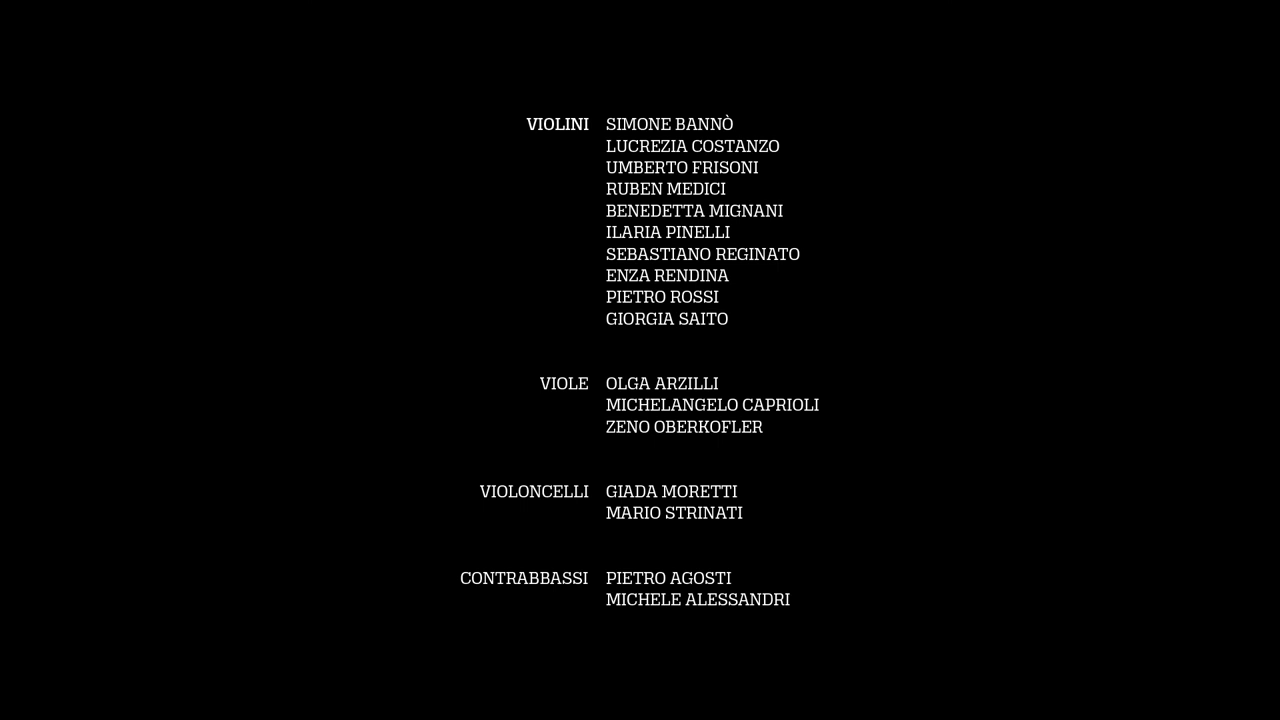 VIOLINI SIMONE BANNÒ
LUCREZIA COSTANZO
UMBERTO FRISONI
RUBEN MEDICI
BENEDETTA MIGNANI
ILARIA PINELLI
SEBASTIANO REGINATO
ENZA RENDINA
PIETRO ROSSI
GIORGIA SAITO
VIOLE OLGA ARZILLI
MICHELANGELO CAPRIOLI
ZENO OBERKOFLER
VIOLONCELLI GIADA MORETTI
MARIO STRINATI
CONTRABBASSI PIETRO AGOSTI
MICHELE ALESSANDRI